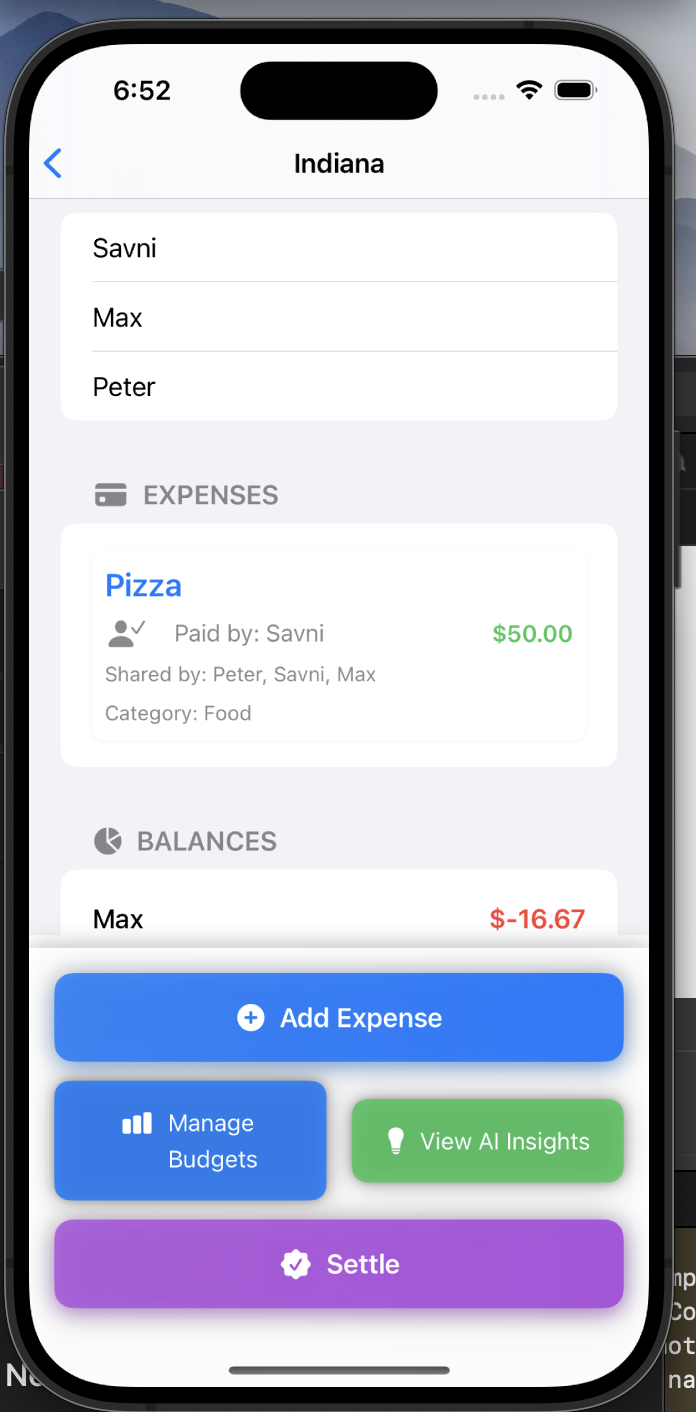 6:52
Indiana
Savni
Max
Peter
EXPENSES
Pizza
Paid by: Savni
$50.00
Shared by: Peter, Savni, Max
Category: Food
BALANCES
Max
$-16.67
Add Expense
Manage
Budgets
View AI Insights
Settle